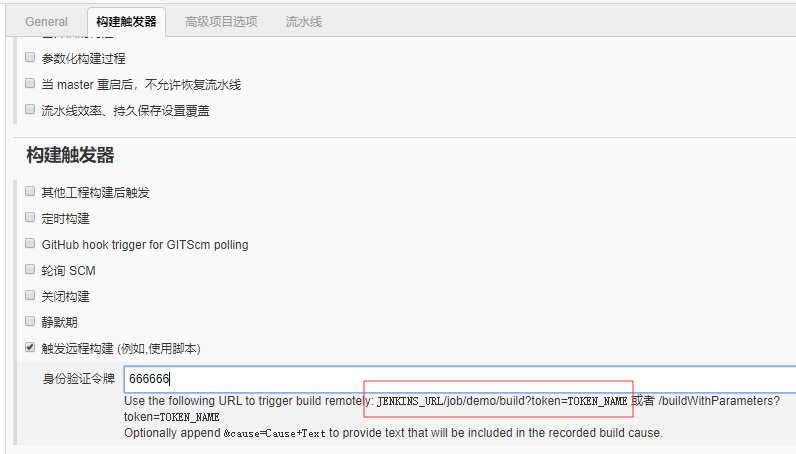 General 构建触发器 高级项目选项 流水线
参数化构建过程
当 master 重启后，不允许恢复流水线
流水线效率、持久保存设置覆盖
构建触发器
其他工程构建后触发
定时构建
GitHub hook trigger for GITScm polling
轮询 SCM
关闭构建
静默期
触发远程构建 (例如,使用脚本)
身份验证令牌 666666
Use the following URL to trigger build remotely: JENKINS_URL/job/demo/build?token=TOKEN_NAME 或者 /buildWithParameters?
token=TOKEN_NAME
Optionally append &cause=Cause+Text to provide text that will be included in the recorded build cause.